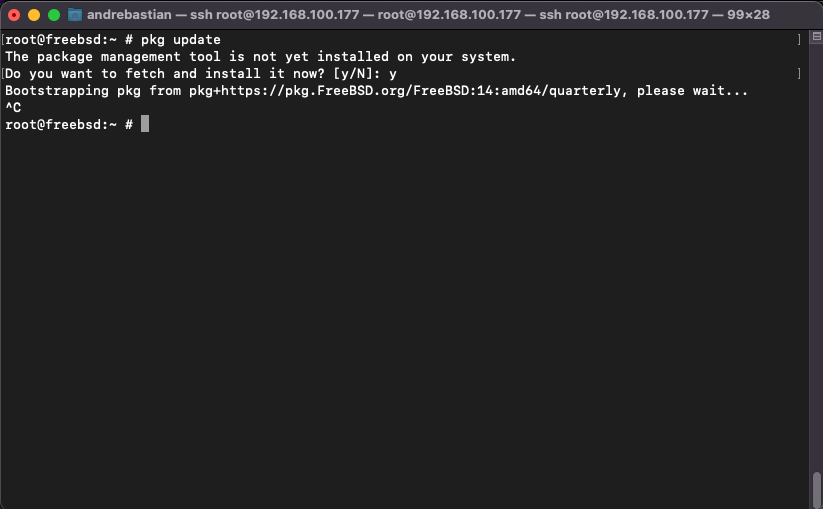 andrebastian — ssh root@192.168.100.177 — root@192.168.100.177 — ssh root@192.168.100.177 — 99×28
[root@freebsd:~ # pkg update ]
The package management tool is not yet installed on your system.
[Do you want to fetch and install it now? [y/N]: y ]
Bootstrapping pkg from pkg+https://pkg.FreeBSD.org/FreeBSD:14:amd64/quarterly, please wait...
^C
root@freebsd:~ #